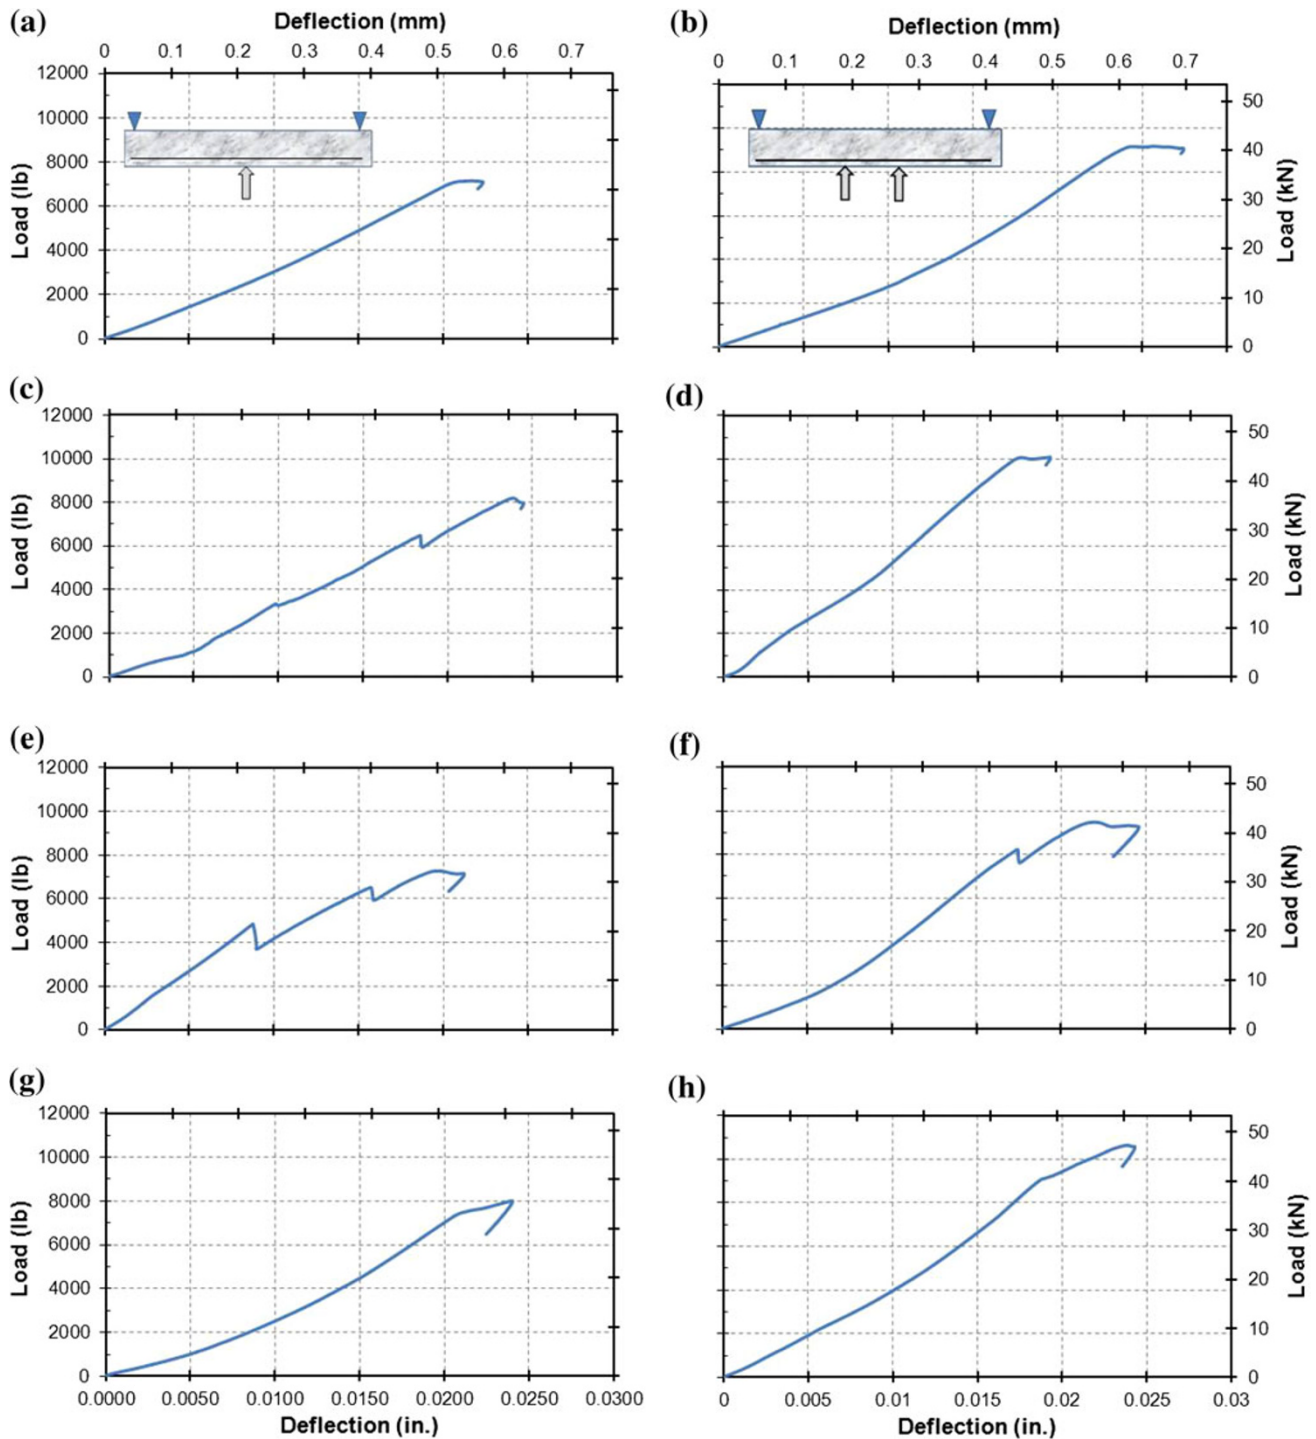 (a) Deflection (mm)
0 0.1 0.2 0.3 0.4 0.5 0.6 0.7
12000
10000
8000
6000
4000
2000
0
Load (lb)
(b) Deflection (mm)
0 0.1 0.2 0.3 0.4 0.5 0.6 0.7
50
40
30
20
10
0
Load (kN)
(c)
12000
10000
8000
6000
4000
2000
0
Load (lb)
(d)
50
40
30
20
10
0
Load (kN)
(e)
12000
10000
8000
6000
4000
2000
0
Load (lb)
(f)
50
40
30
20
10
0
Load (kN)
(g)
12000
10000
8000
6000
4000
2000
0
Load (lb)
0.0000 0.0050 0.0100 0.0150 0.0200 0.0250 0.0300
Deflection (in.)
(h)
50
40
30
20
10
0
Load (kN)
0 0.005 0.01 0.015 0.02 0.025 0.03
Deflection (in.)